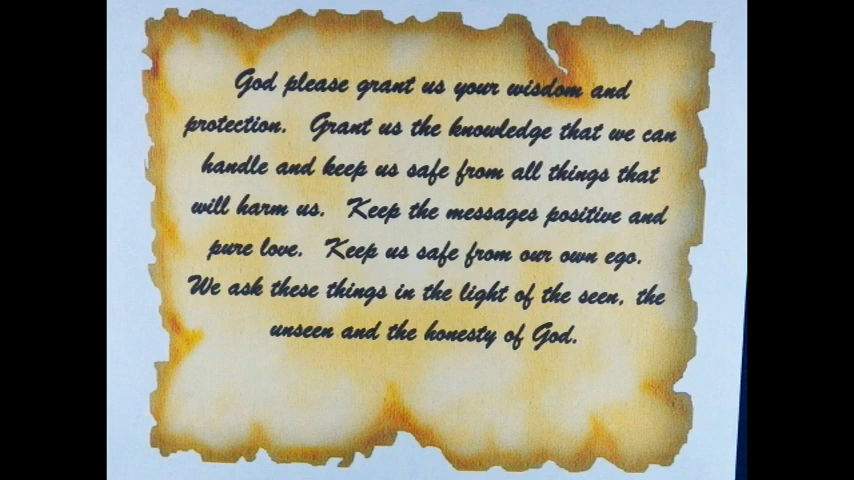 God please grant us your wisdom and
protection. Grant us the knowledge that we can
handle and keep us safe from all things that
will harm us. Keep the messages positive and
pure love. Keep us safe from our own ego.
We ask these things in the light of the seen, the
unseen and the honesty of God.